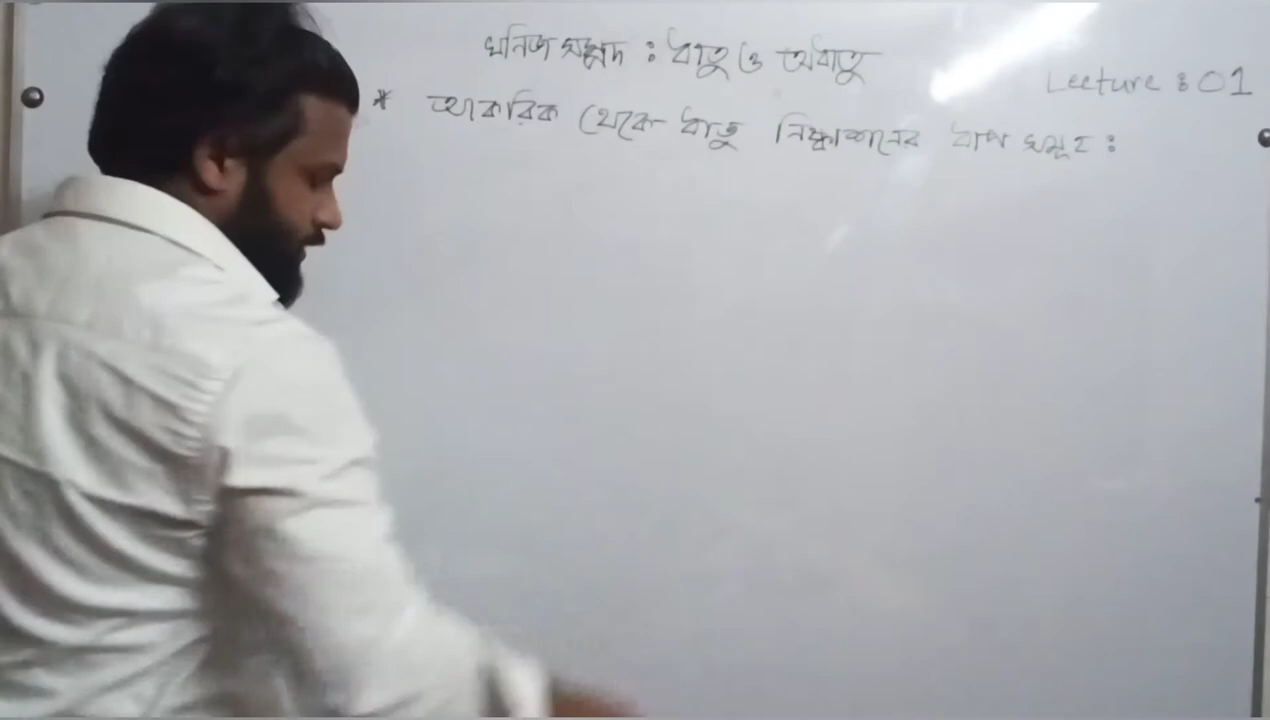 খনিজ সম্পদ : ধাতু ও অধাতু
Lecture : 01
* আকরিক থেকে ধাতু নিষ্কাশনের ধাপ সমূহ :